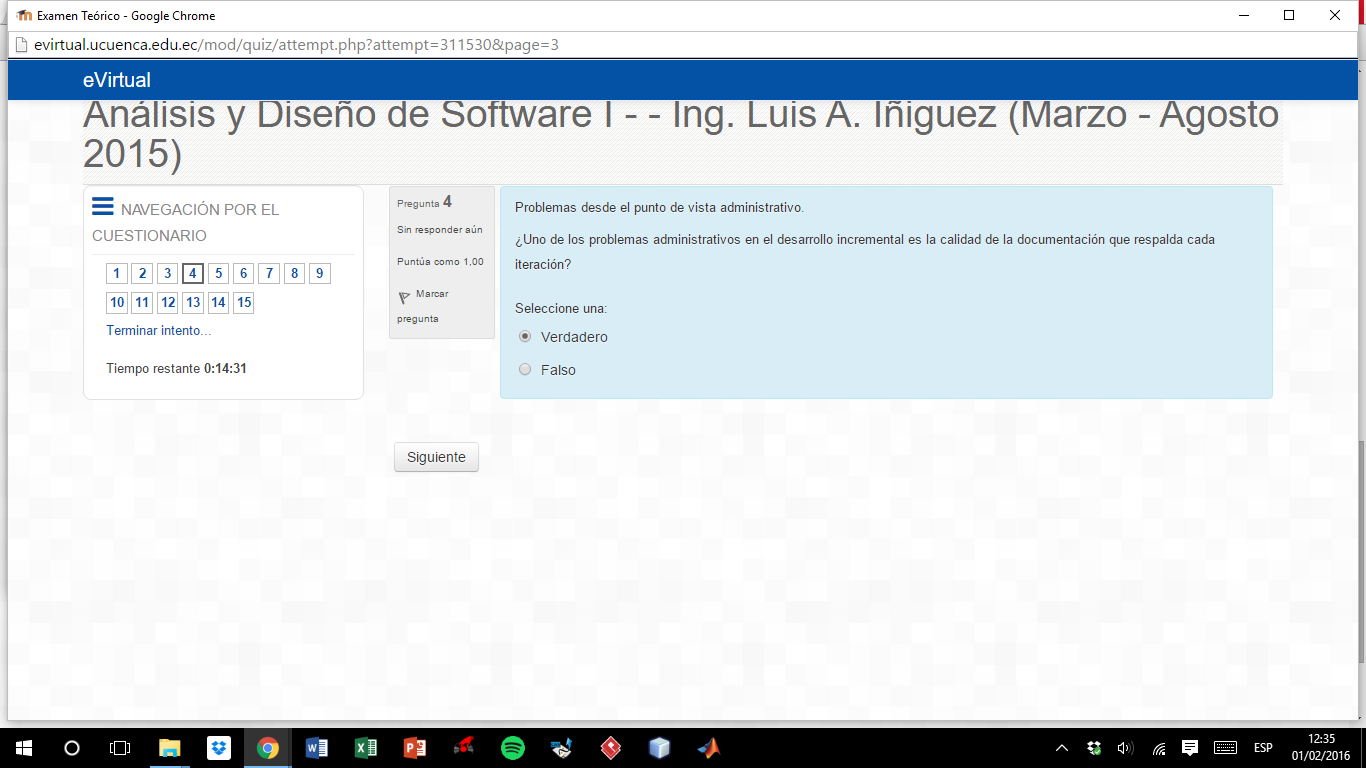 Examen Teórico - Google Chrome
evirtual.ucuenca.edu.ec/mod/quiz/attempt.php?attempt=311530&page=3
eVirtual
Análisis y Diseño de Software I - - Ing. Luis A. Iñiguez (Marzo - Agosto
2015)
NAVEGACIÓN POR EL
CUESTIONARIO
1 2 3 4 5 6 7 8 9
10 11 12 13 14 15
Terminar intento...
Tiempo restante 0:14:31
Pregunta 4
Sin responder aún
Puntúa como 1,00
Marcar
pregunta
Problemas desde el punto de vista administrativo.
¿Uno de los problemas administrativos en el desarrollo incremental es la calidad de la documentación que respalda cada
iteración?
Seleccione una:
Verdadero
Falso
Siguiente
ESP
12:35
01/02/2016